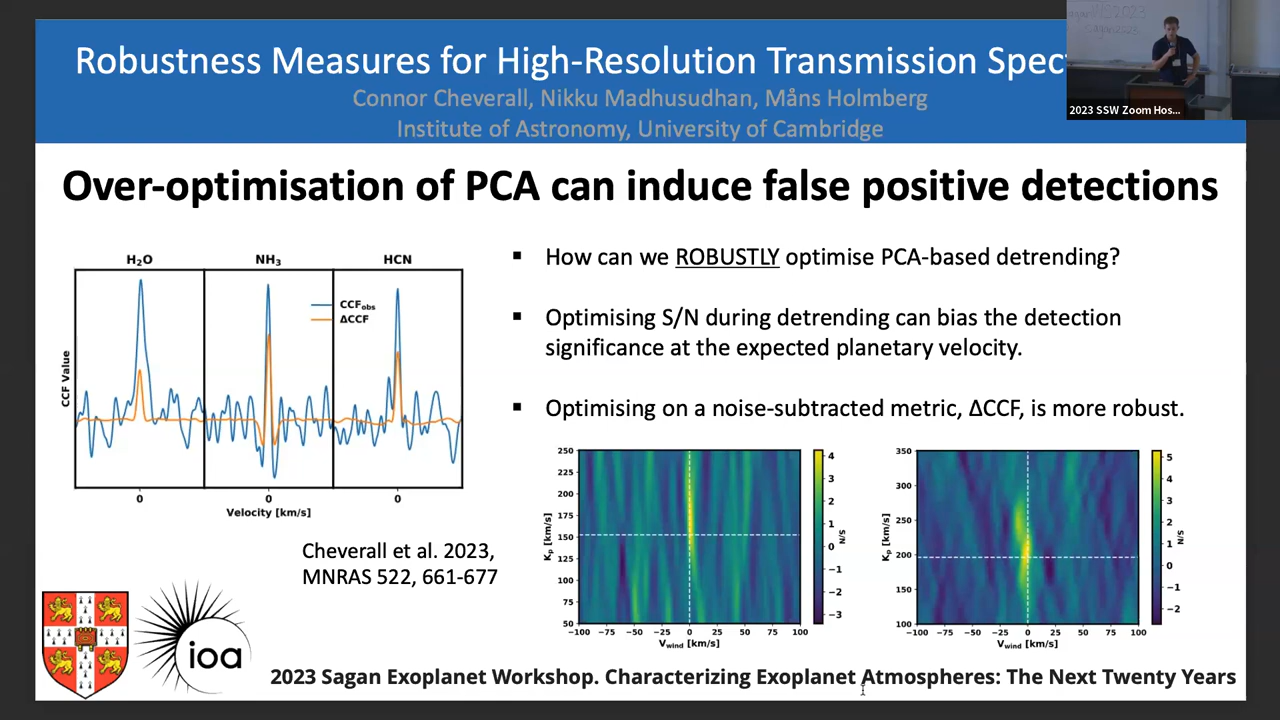 Robustness Measures for High-Resolution Transmission Spec
Connor Cheverall, Nikku Madhusudhan, Måns Holmberg
Institute of Astronomy, University of Cambridge
2023 SSW Zoom Hos...
Over-optimisation of PCA can induce false positive detections
H₂O NH₃ HCN
CCFobs
ΔCCF
CCF Value
0 0 0
Velocity [km/s]
Cheverall et al. 2023,
MNRAS 522, 661-677
▪ How can we ROBUSTLY optimise PCA-based detrending?
▪ Optimising S/N during detrending can bias the detection
significance at the expected planetary velocity.
▪ Optimising on a noise-subtracted metric, ΔCCF, is more robust.
250
225
200
175
150
125
100
75
50
Kp [km/s]
−100 −75 −50 −25 0 25 50 75 100
Vwind [km/s]
4
3
2
1
0
−1
−2
−3
S/N
350
300
250
200
150
100
Kp [km/s]
−100 −75 −50 −25 0 25 50 75 100
Vwind [km/s]
5
4
3
2
1
0
−1
−2
S/N
ioa
2023 Sagan Exoplanet Workshop. Characterizing Exoplanet Atmospheres: The Next Twenty Years